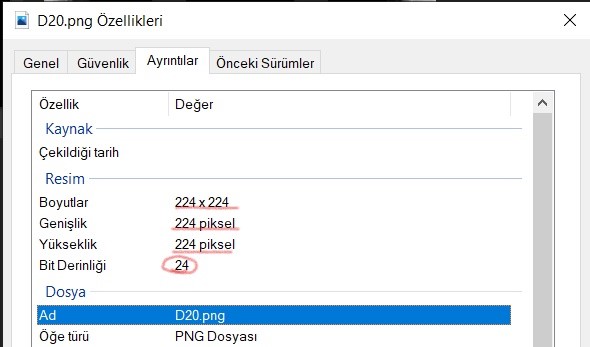 D20.png Özellikleri
Genel Güvenlik Ayrıntılar Önceki Sürümler
Özellik Değer
Kaynak
Çekildiği tarih
Resim
Boyutlar 224 x 224
Genişlik 224 piksel
Yükseklik 224 piksel
Bit Derinliği 24
Dosya
Ad D20.png
Öğe türü PNG Dosyası